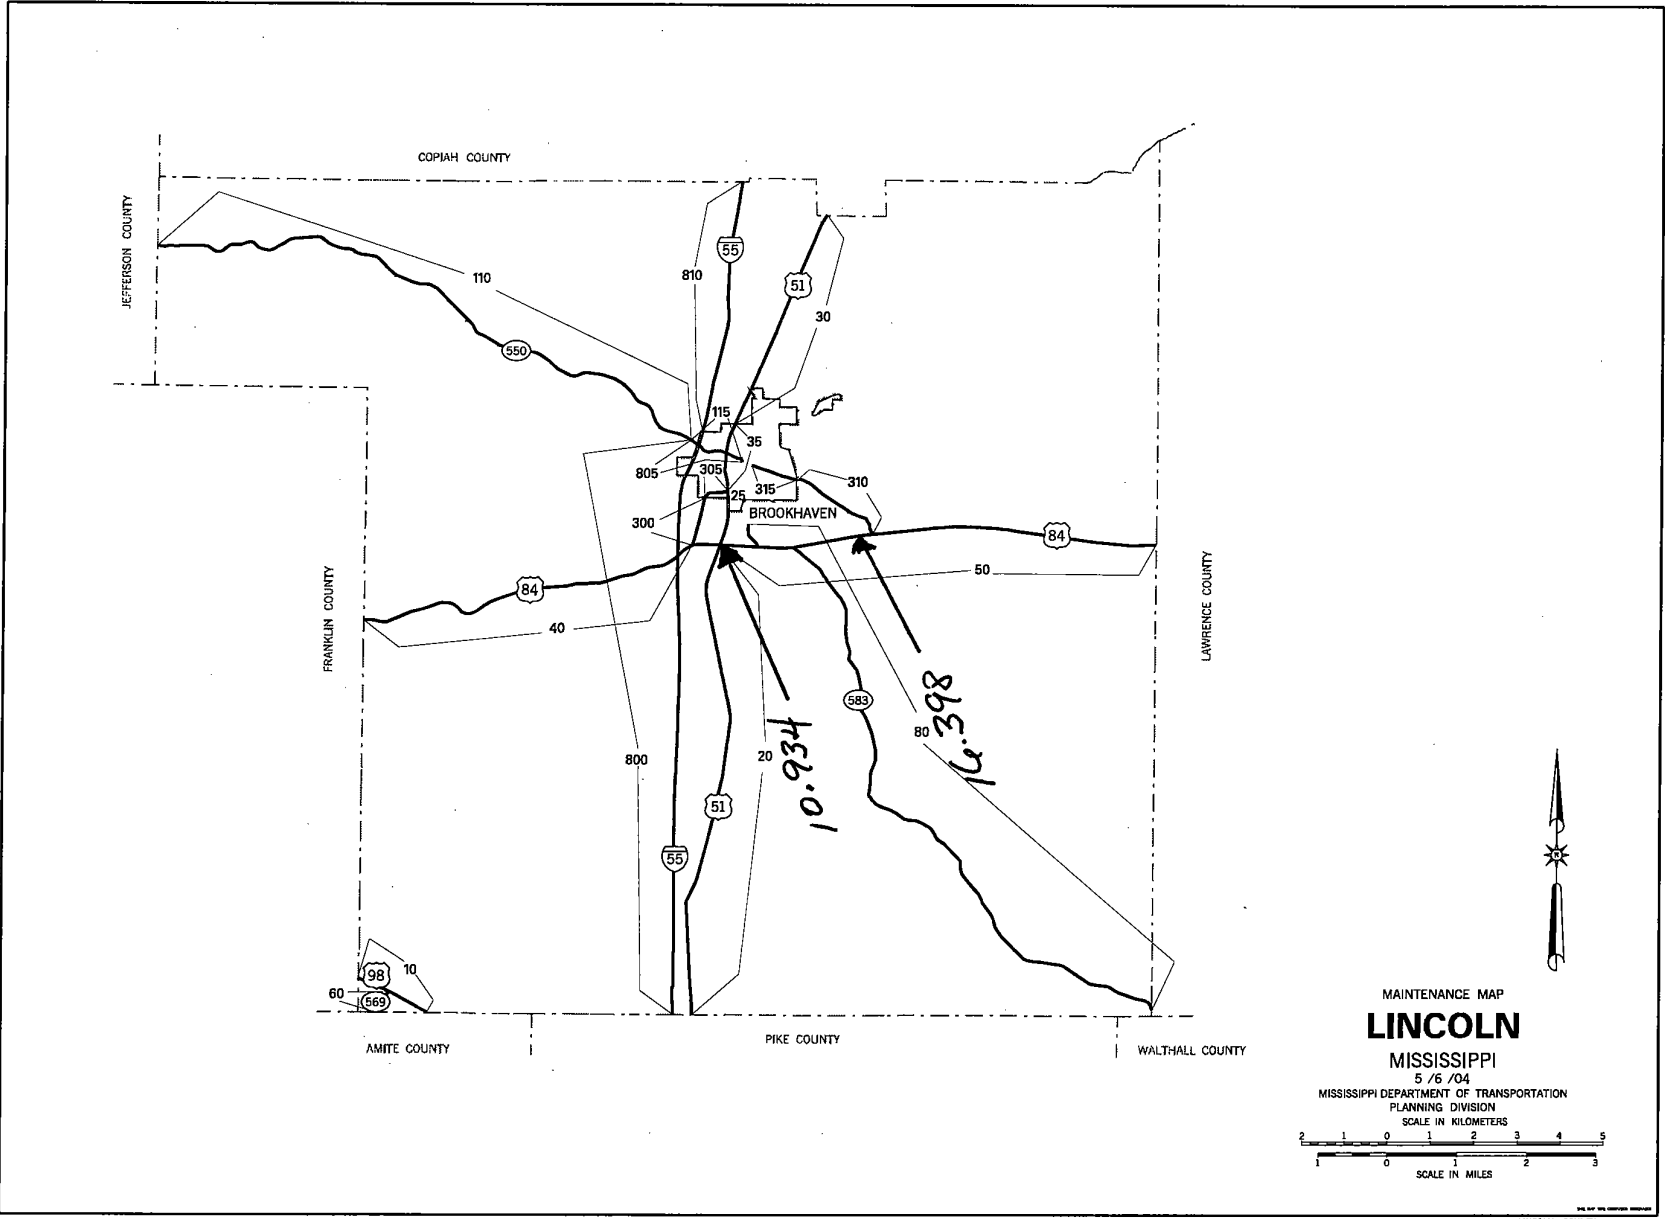 COPIAH COUNTY
JEFFERSON COUNTY
110
810
55
51
30
550
115
35
805
305
315
310
25
300
BROOKHAVEN
84
50
84
40
FRANKLIN COUNTY
LAWRENCE COUNTY
583
80
16.398
10.934
20
800
51
55
98
10
60
569
AMITE COUNTY
PIKE COUNTY
WALTHALL COUNTY
N
MAINTENANCE MAP
LINCOLN
MISSISSIPPI
5 /6 /04
MISSISSIPPI DEPARTMENT OF TRANSPORTATION
PLANNING DIVISION
SCALE IN KILOMETERS
2 1 0 1 2 3 4 5
1 0 1 2 3
SCALE IN MILES